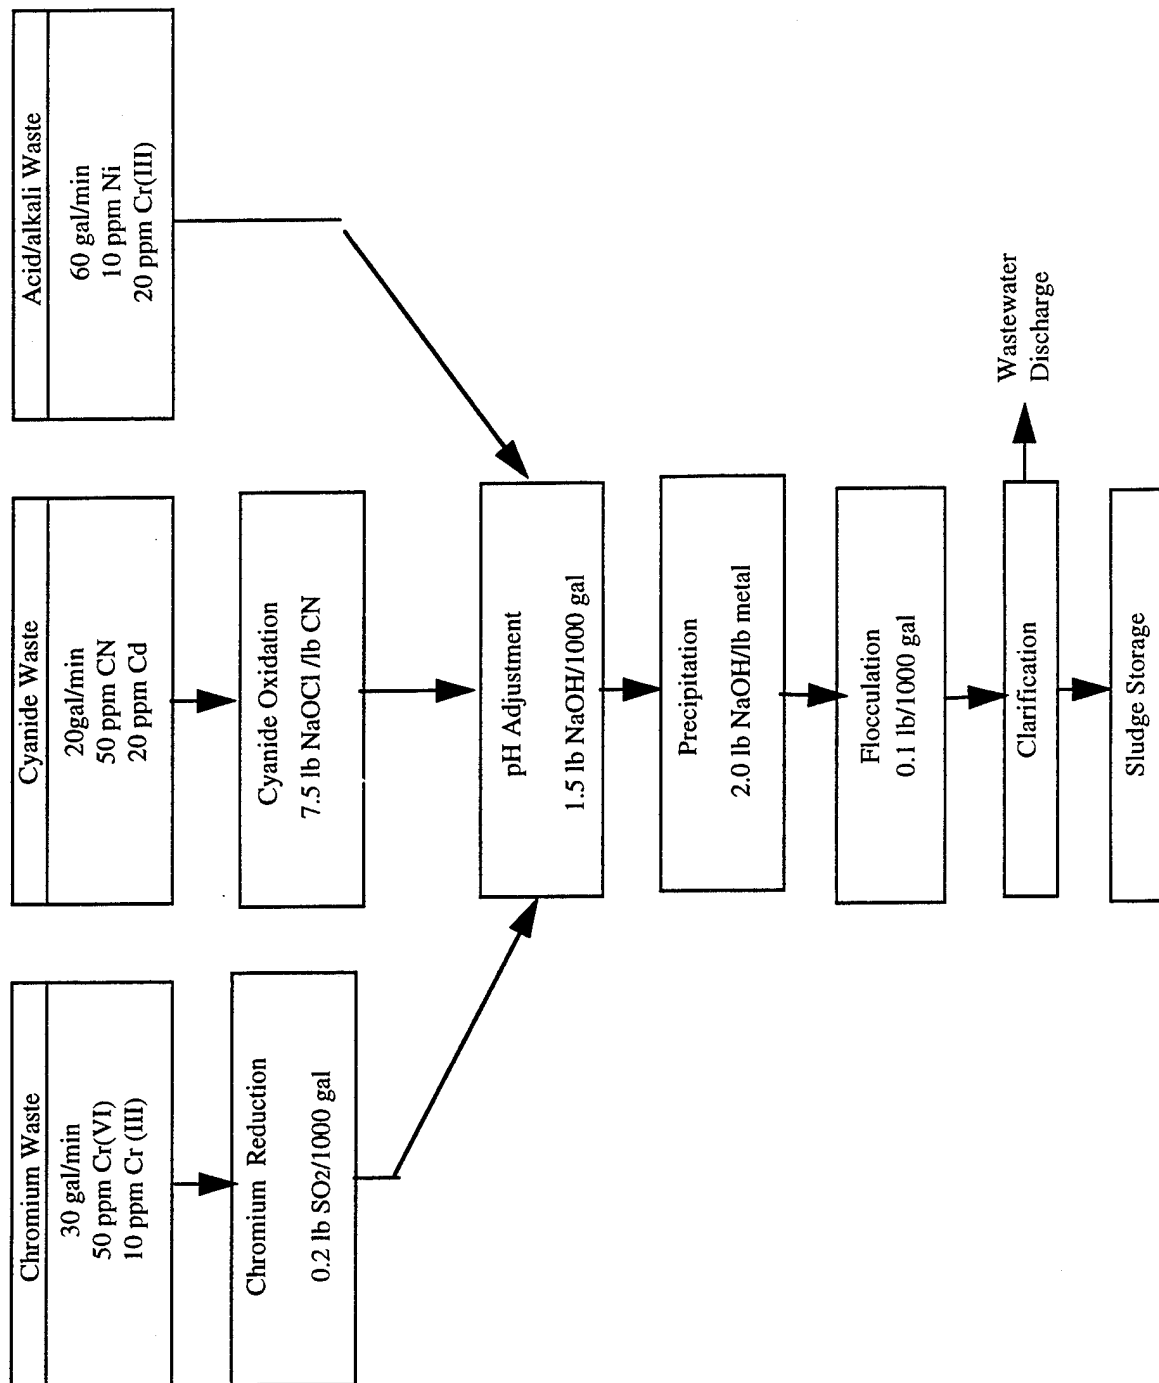 Chromium Waste
30 gal/min
50 ppm Cr(VI)
10 ppm Cr (III)
Chromium Reduction
0.2 lb SO2/1000 gal
Cyanide Waste
20gal/min
50 ppm CN
20 ppm Cd
Cyanide Oxidation
7.5 lb NaOCl /lb CN
Acid/alkali Waste
60 gal/min
10 ppm Ni
20 ppm Cr(III)
pH Adjustment
1.5 lb NaOH/1000 gal
Precipitation
2.0 lb NaOH/lb metal
Flocculation
0.1 lb/1000 gal
Clarification
Wastewater
Discharge
Sludge Storage